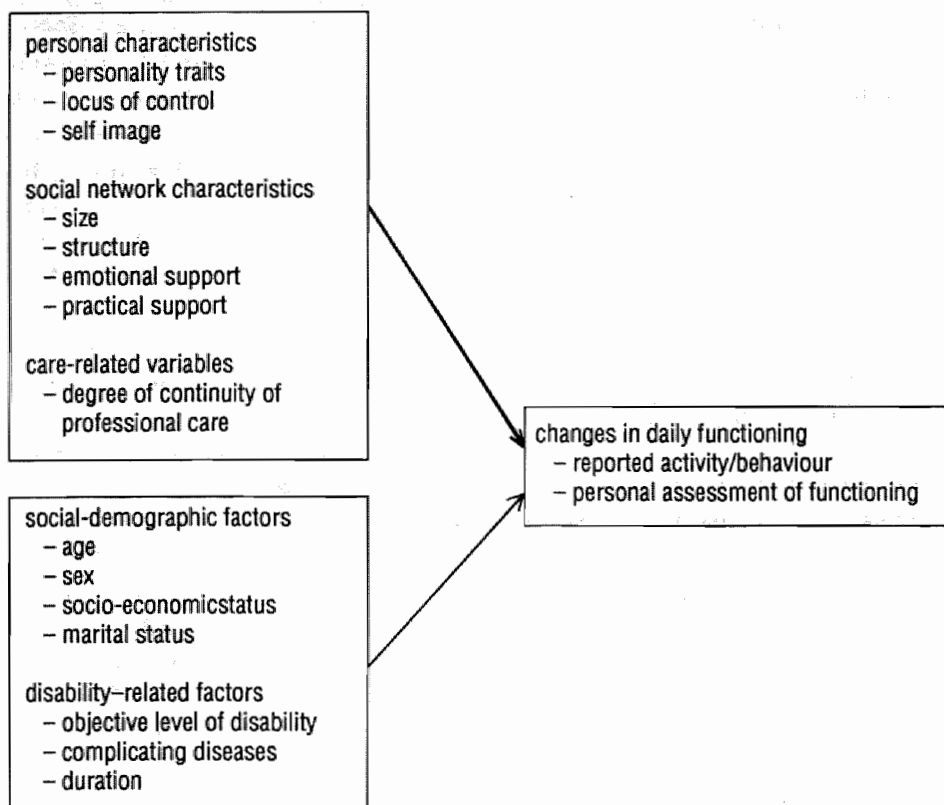 personal characteristics
– personality traits
– locus of control
– self image
social network characteristics
– size
– structure
– emotional support
– practical support
care-related variables
– degree of continuity of
professional care
social-demographic factors
– age
– sex
– socio-economicstatus
– marital status
disability–related factors
– objective level of disability
– complicating diseases
– duration
changes in daily functioning
– reported activity/behaviour
– personal assessment of functioning